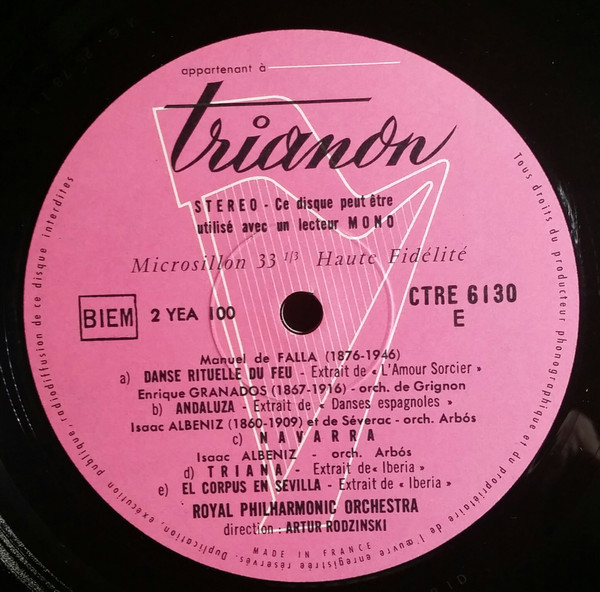 appartenant à
trianon
STEREO - Ce disque peut être
utilisé avec un lecteur MONO
Microsillon 33 1/3 Haute Fidélité
BIEM 2 YEA 100
CTRE 6130
E
Manuel de FALLA (1876-1946)
a) DANSE RITUELLE DU FEU - Extrait de « L'Amour Sorcier »
Enrique GRANADOS (1867-1916) - orch. de Grignon
b) ANDALUZA - Extrait de « Danses espagnoles »
Isaac ALBENIZ (1860-1909) et de Séverac - orch. Arbós
c) NAVARRA
Isaac ALBENIZ - orch. Arbós
d) TRIANA - Extrait de « Iberia »
e) EL CORPUS EN SEVILLA - Extrait de « Iberia »
ROYAL PHILHARMONIC ORCHESTRA
direction : ARTUR RODZINSKI
MADE IN FRANCE
Tous droits du producteur phonographique et du propriétaire de l'œuvre enregistrée réservés. Duplication, exécution publique, radiodiffusion de ce disque interdites